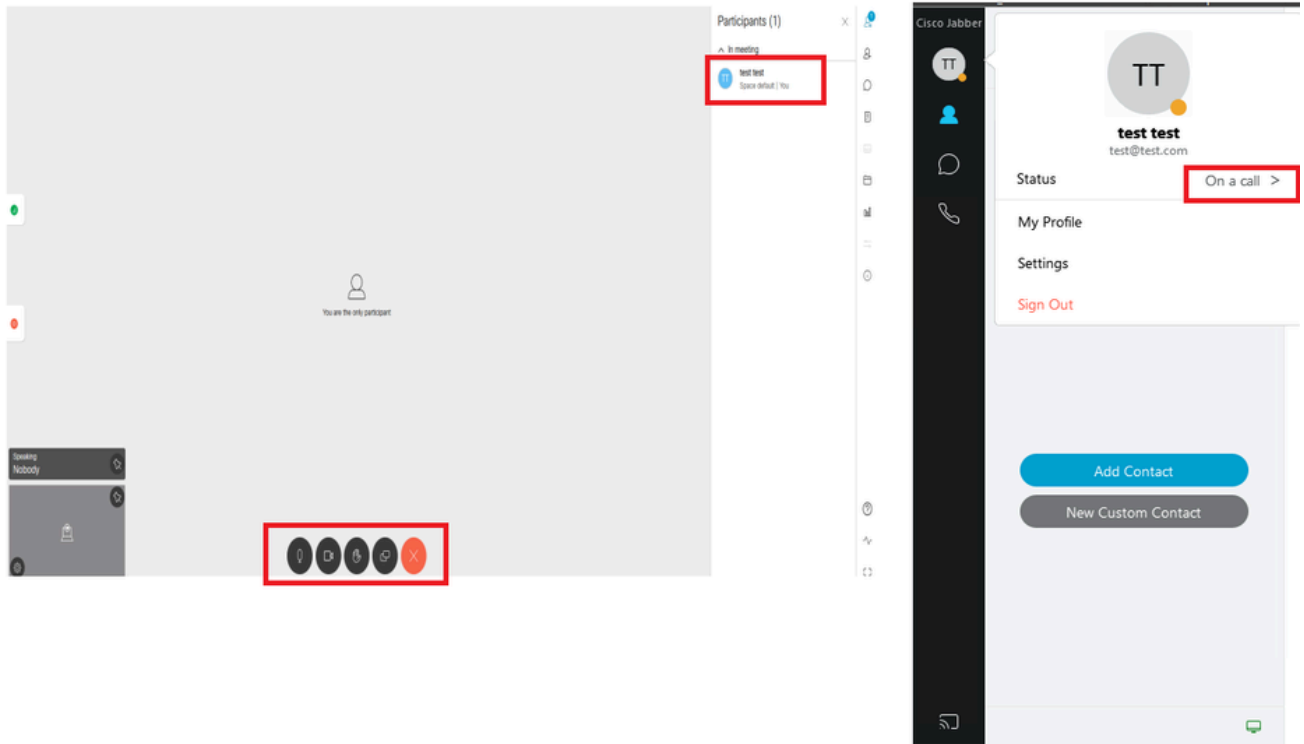 Participants (1)
In meeting
TT
test test
Space default | You
You are the only participant
Speaking
Nobody
Cisco Jabber
TT
TT
test test
test@test.com
Status
On a call >
My Profile
Settings
Sign Out
Add Contact
New Custom Contact